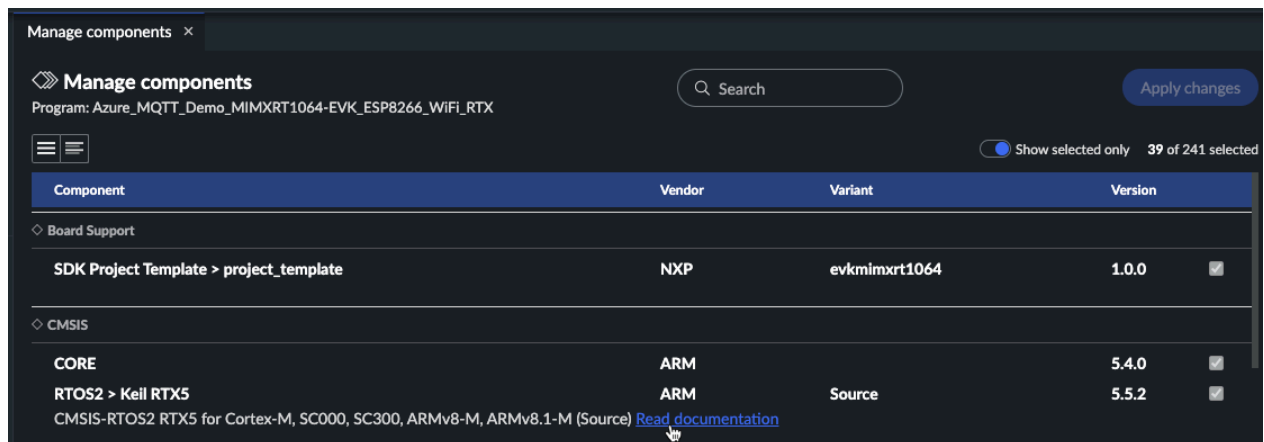 Manage components ×
Manage components
Search
Apply changes
Program: Azure_MQTT_Demo_MIMXRT1064-EVK_ESP8266_WiFi_RTX
Show selected only 39 of 241 selected
Component Vendor Variant Version
Board Support
SDK Project Template > project_template NXP evkmimxrt1064 1.0.0
CMSIS
CORE ARM 5.4.0
RTOS2 > Keil RTX5 ARM Source 5.5.2
CMSIS-RTOS2 RTX5 for Cortex-M, SC000, SC300, ARMv8-M, ARMv8.1-M (Source) Read documentation